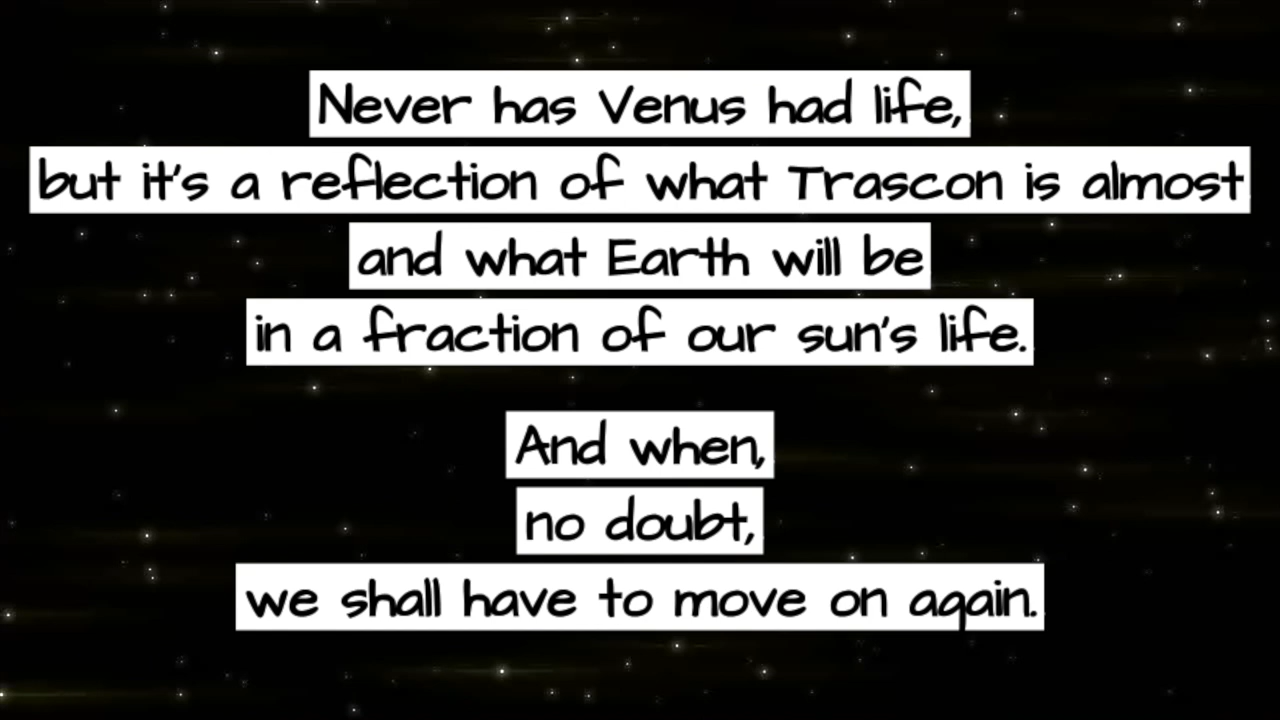 Never has Venus had life,
but it's a reflection of what Trascon is almost
and what Earth will be
in a fraction of our sun's life.
And when,
no doubt,
we shall have to move on again.